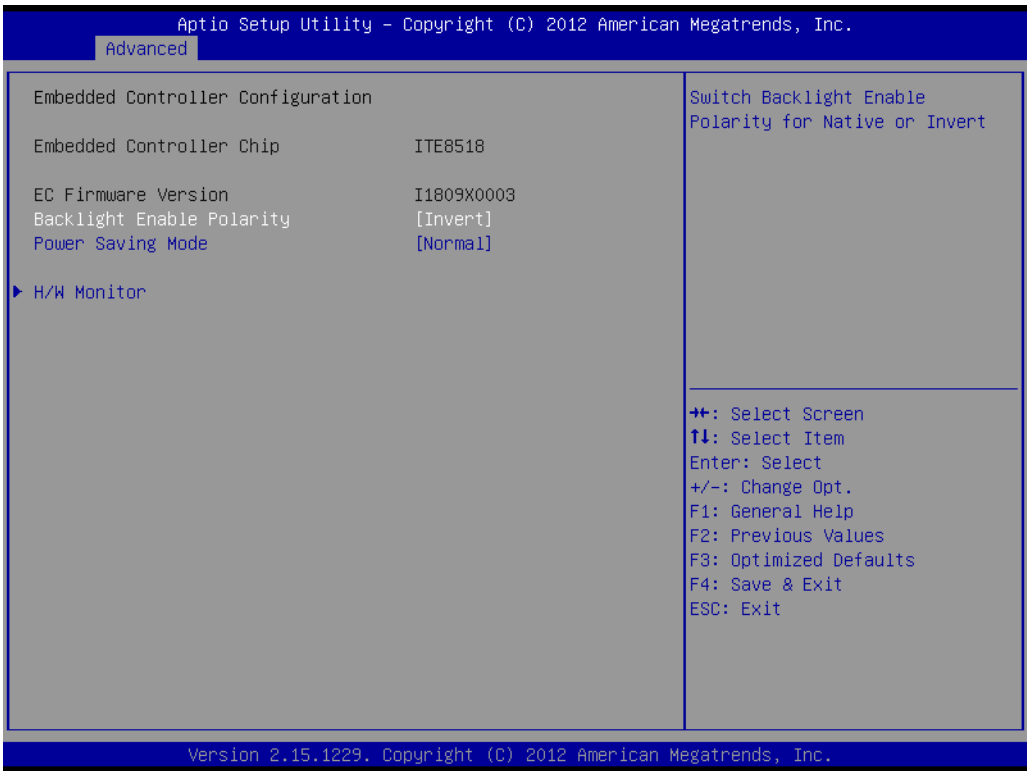 Aptio Setup Utility – Copyright (C) 2012 American Megatrends, Inc.
Advanced
Embedded Controller Configuration
Embedded Controller Chip ITE8518
EC Firmware Version I1809X0003
Backlight Enable Polarity [Invert]
Power Saving Mode [Normal]
▶ H/W Monitor
Switch Backlight Enable
Polarity for Native or Invert
→←: Select Screen
↑↓: Select Item
Enter: Select
+/-: Change Opt.
F1: General Help
F2: Previous Values
F3: Optimized Defaults
F4: Save & Exit
ESC: Exit
Version 2.15.1229. Copyright (C) 2012 American Megatrends, Inc.